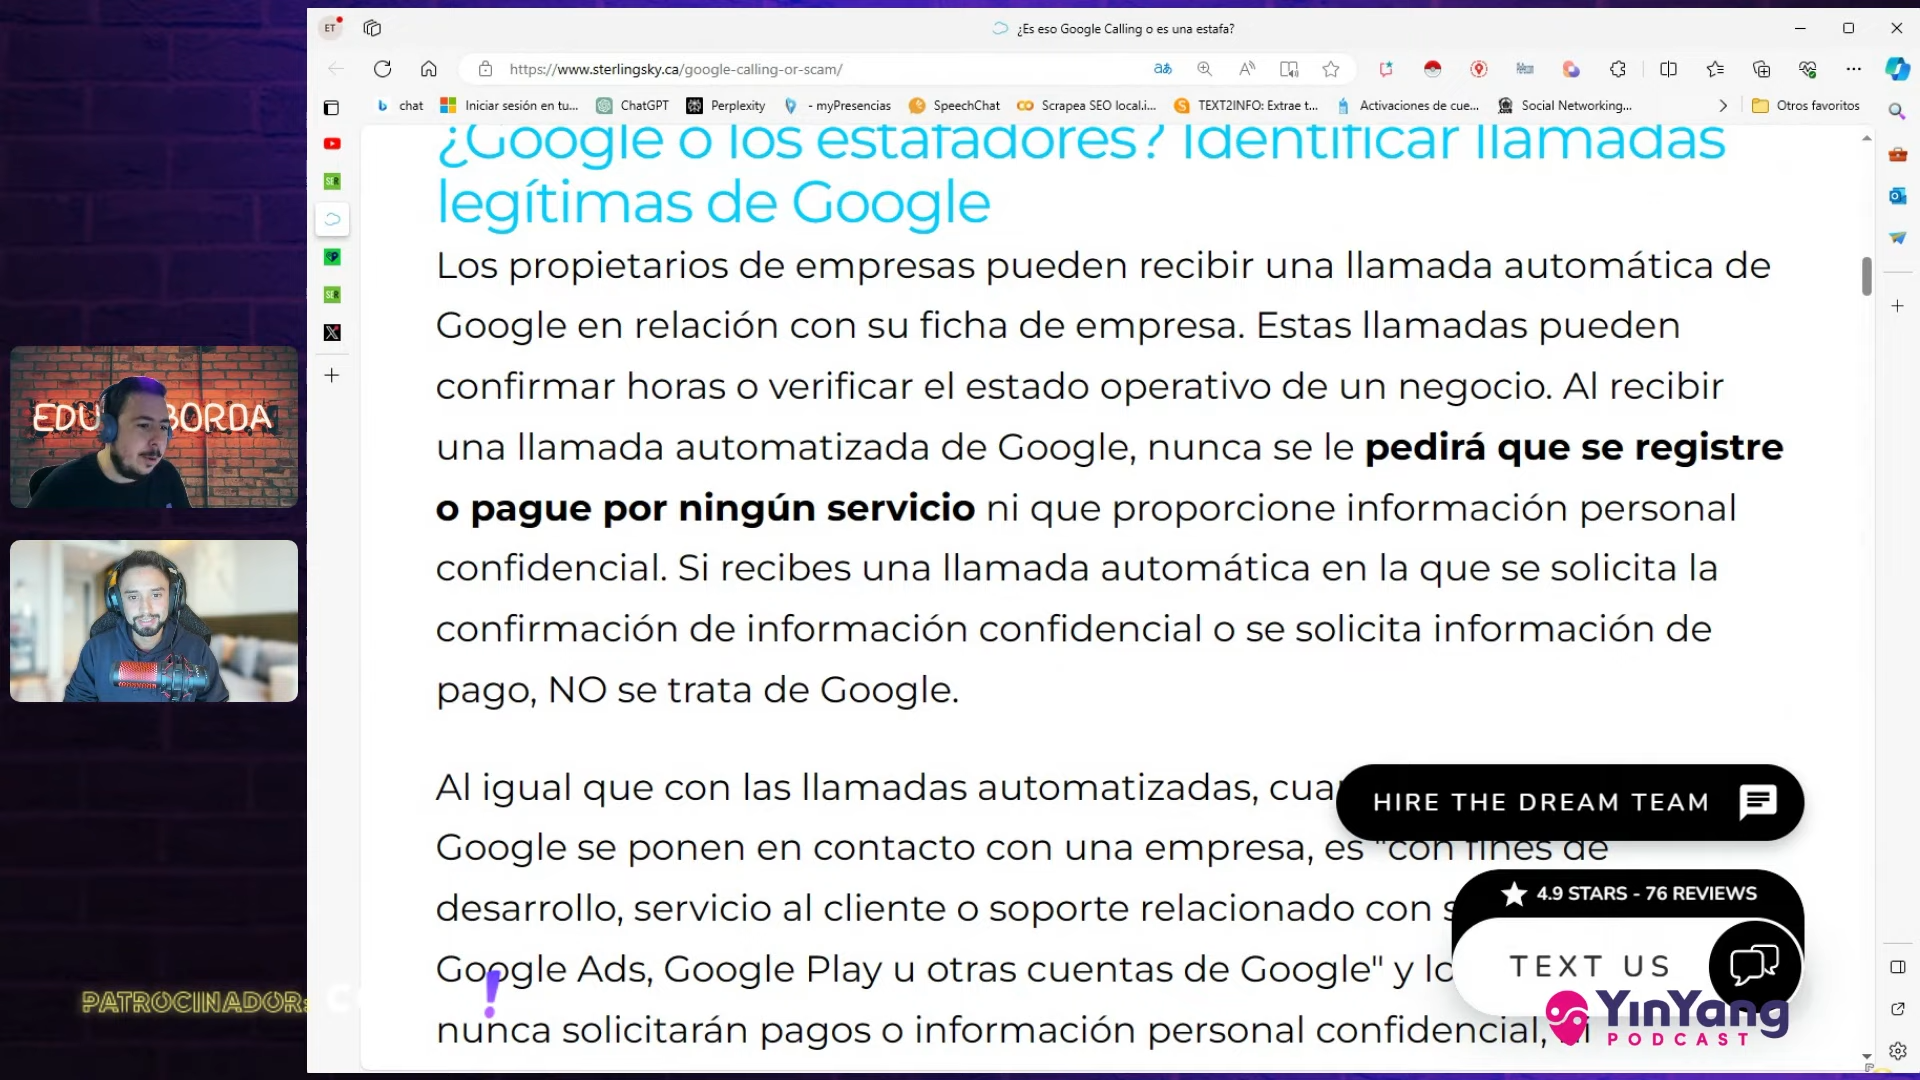 ET
¿Es eso Google Calling o es una estafa?
https://www.sterlingsky.ca/google-calling-or-scam/
chat
Iniciar sesión en tu...
ChatGPT
Perplexity
- myPresencias
SpeechChat
Scrapea SEO local.i...
TEXT2INFO: Extrae t...
Activaciones de cue...
Social Networking...
Otros favoritos
¿Google o los estafadores? Identificar llamadas
legítimas de Google
Los propietarios de empresas pueden recibir una llamada automática de
Google en relación con su ficha de empresa. Estas llamadas pueden
confirmar horas o verificar el estado operativo de un negocio. Al recibir
una llamada automatizada de Google, nunca se le pedirá que se registre
o pague por ningún servicio ni que proporcione información personal
confidencial. Si recibes una llamada automática en la que se solicita la
confirmación de información confidencial o se solicita información de
pago, NO se trata de Google.
Al igual que con las llamadas automatizadas,
Google se ponen en contacto con una empresa, es "con fines de
desarrollo, servicio al cliente o soporte relacionado con
Google Ads, Google Play u otras cuentas de Google" y
nunca solicitarán pagos o información personal confidencial,
HIRE THE DREAM TEAM
4.9 STARS - 76 REVIEWS
TEXT US
YinYang
PODCAST
EDU
BORDA
PATROCINADOR:
!